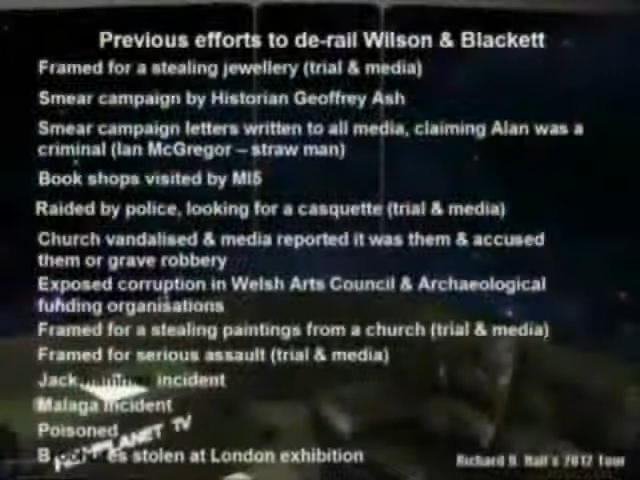 Previous efforts to de-rail Wilson & Blackett
Framed for a stealing jewellery (trial & media)
Smear campaign by Historian Geoffrey Ash
Smear campaign letters written to all media, claiming Alan was a
criminal (Ian McGregor – straw man)
Book shops visited by MI5
Raided by police, looking for a casquette (trial & media)
Church vandalised & media reported it was them & accused
them or grave robbery
Exposed corruption in Welsh Arts Council & Archaeological
funding organisations
Framed for a stealing paintings from a church (trial & media)
Framed for serious assault (trial & media)
Jack incident
Malaga incident
Poisoned
stolen at London exhibition
PLANET TV
Richard D. Hall's 2012 Tour